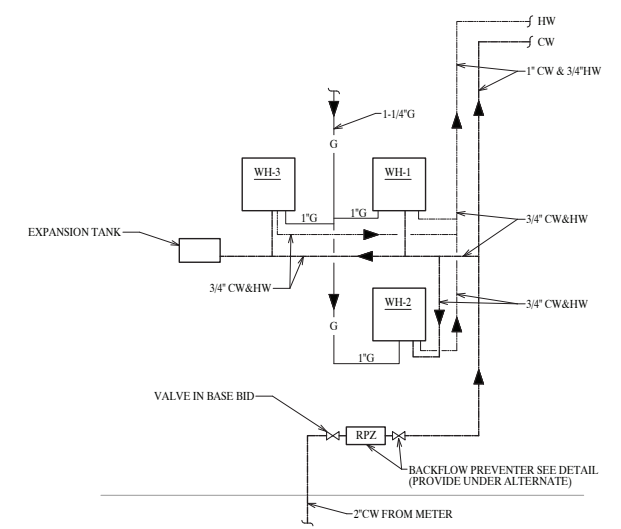 HW
CW
1" CW & 3/4"HW
1-1/4"G
G
WH-3
WH-1
1"G
1"G
3/4" CW&HW
EXPANSION TANK
3/4" CW&HW
WH-2
3/4" CW&HW
G
1"G
VALVE IN BASE BID
RPZ
BACKFLOW PREVENTER SEE DETAIL
(PROVIDE UNDER ALTERNATE)
2"CW FROM METER